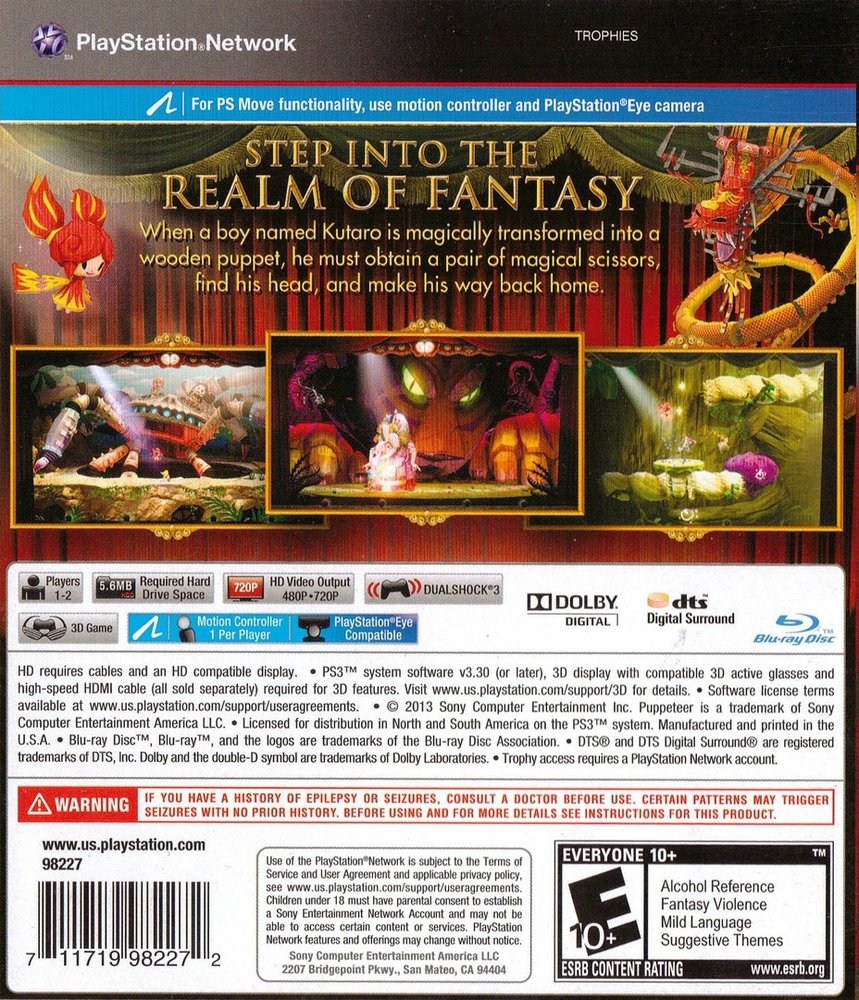 PlayStation®Network
SM
TROPHIES
For PS Move functionality, use motion controller and PlayStation®Eye camera
STEP INTO THE
REALM OF FANTASY
When a boy named Kutaro is magically transformed into a
wooden puppet, he must obtain a pair of magical scissors,
find his head, and make his way back home.
Players
1-2
5.6MB
HDD
Required Hard
Drive Space
720P
HD Video Output
480P•720P
DUALSHOCK®3
3D Game
Motion Controller
1 Per Player
PlayStation®Eye
Compatible
DOLBY.
DIGITAL
dts™
Digital Surround
Blu-ray Disc™
HD requires cables and an HD compatible display. • PS3™ system software v3.30 (or later), 3D display with compatible 3D active glasses and
high-speed HDMI cable (all sold separately) required for 3D features. Visit www.us.playstation.com/support/3D for details. • Software license terms
available at www.us.playstation.com/support/useragreements. • © 2013 Sony Computer Entertainment Inc. Puppeteer is a trademark of Sony
Computer Entertainment America LLC. • Licensed for distribution in North and South America on the PS3™ system. Manufactured and printed in the
U.S.A. • Blu-ray Disc™, Blu-ray™, and the logos are trademarks of the Blu-ray Disc Association. • DTS® and DTS Digital Surround® are registered
trademarks of DTS, Inc. Dolby and the double-D symbol are trademarks of Dolby Laboratories. • Trophy access requires a PlayStation Network account.
WARNING
IF YOU HAVE A HISTORY OF EPILEPSY OR SEIZURES, CONSULT A DOCTOR BEFORE USE. CERTAIN PATTERNS MAY TRIGGER
SEIZURES WITH NO PRIOR HISTORY. BEFORE USING AND FOR MORE DETAILS SEE INSTRUCTIONS FOR THIS PRODUCT.
www.us.playstation.com
98227
7 11719 98227 2
Use of the PlayStation®Network is subject to the Terms of
Service and User Agreement and applicable privacy policy,
see www.us.playstation.com/support/useragreements.
Children under 18 must have parental consent to establish
a Sony Entertainment Network Account and may not be
able to access certain content or services. PlayStation
Network features and offerings may change without notice.
Sony Computer Entertainment America LLC
2207 Bridgepoint Pkwy., San Mateo, CA 94404
EVERYONE 10+
TM
E
10+
Alcohol Reference
Fantasy Violence
Mild Language
Suggestive Themes
ESRB CONTENT RATING
www.esrb.org